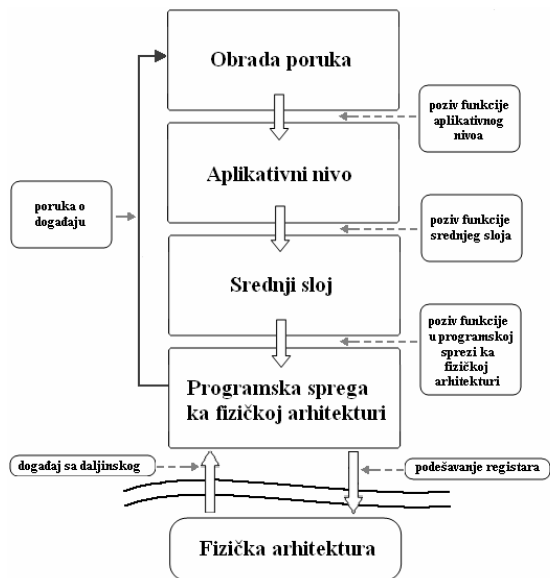 Obrada poruka
poziv funkcije
aplikativnog
nivoa
Aplikativni nivo
poruka o
događaju
poziv funkcije
srednjeg sloja
Srednji sloj
poziv funkcije
u programskoj
sprezi ka
fizičkoj
arhitekturi
Programska sprega
ka fizičkoj arhitekturi
događaj sa daljinskog
podešavanje registara
Fizička arhitektura